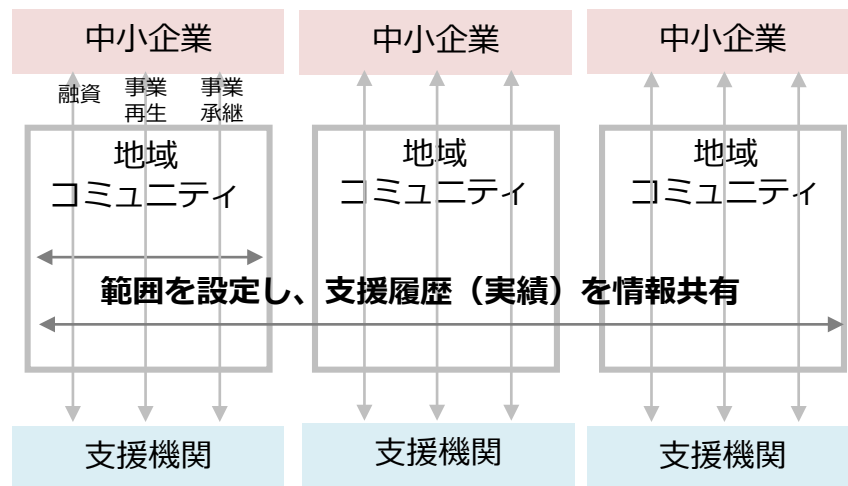 中小企業
中小企業
中小企業
融資
事業
再生
事業
承継
地域
コミュニティ
地域
コミュニティ
地域
コミュニティ
範囲を設定し、支援履歴（実績）を情報共有
支援機関
支援機関
支援機関